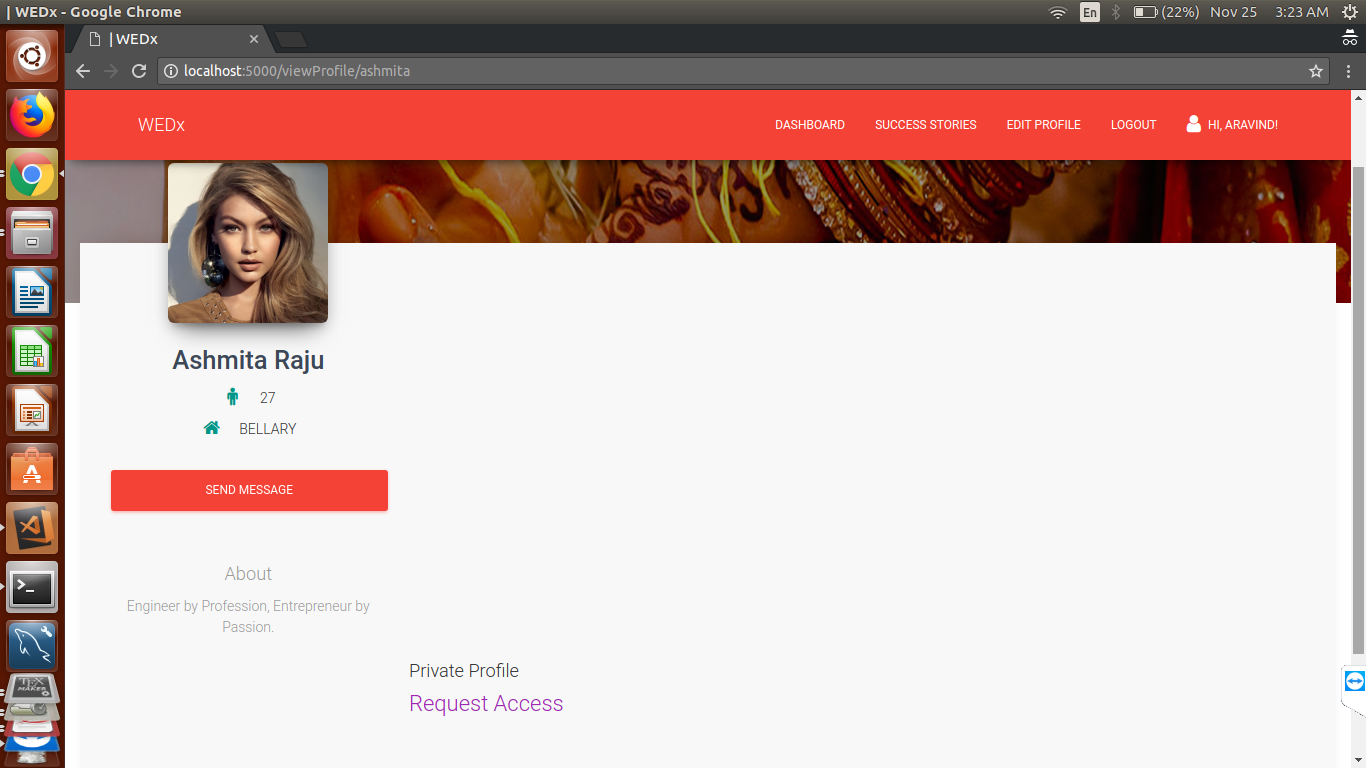 | WEDx - Google Chrome
En
(22%)
Nov 25
3:23 AM
| WEDx
localhost:5000/viewProfile/ashmita
WEDx
DASHBOARD
SUCCESS STORIES
EDIT PROFILE
LOGOUT
HI, ARAVIND!
Ashmita Raju
27
BELLARY
SEND MESSAGE
About
Engineer by Profession, Entrepreneur by
Passion.
Private Profile
Request Access